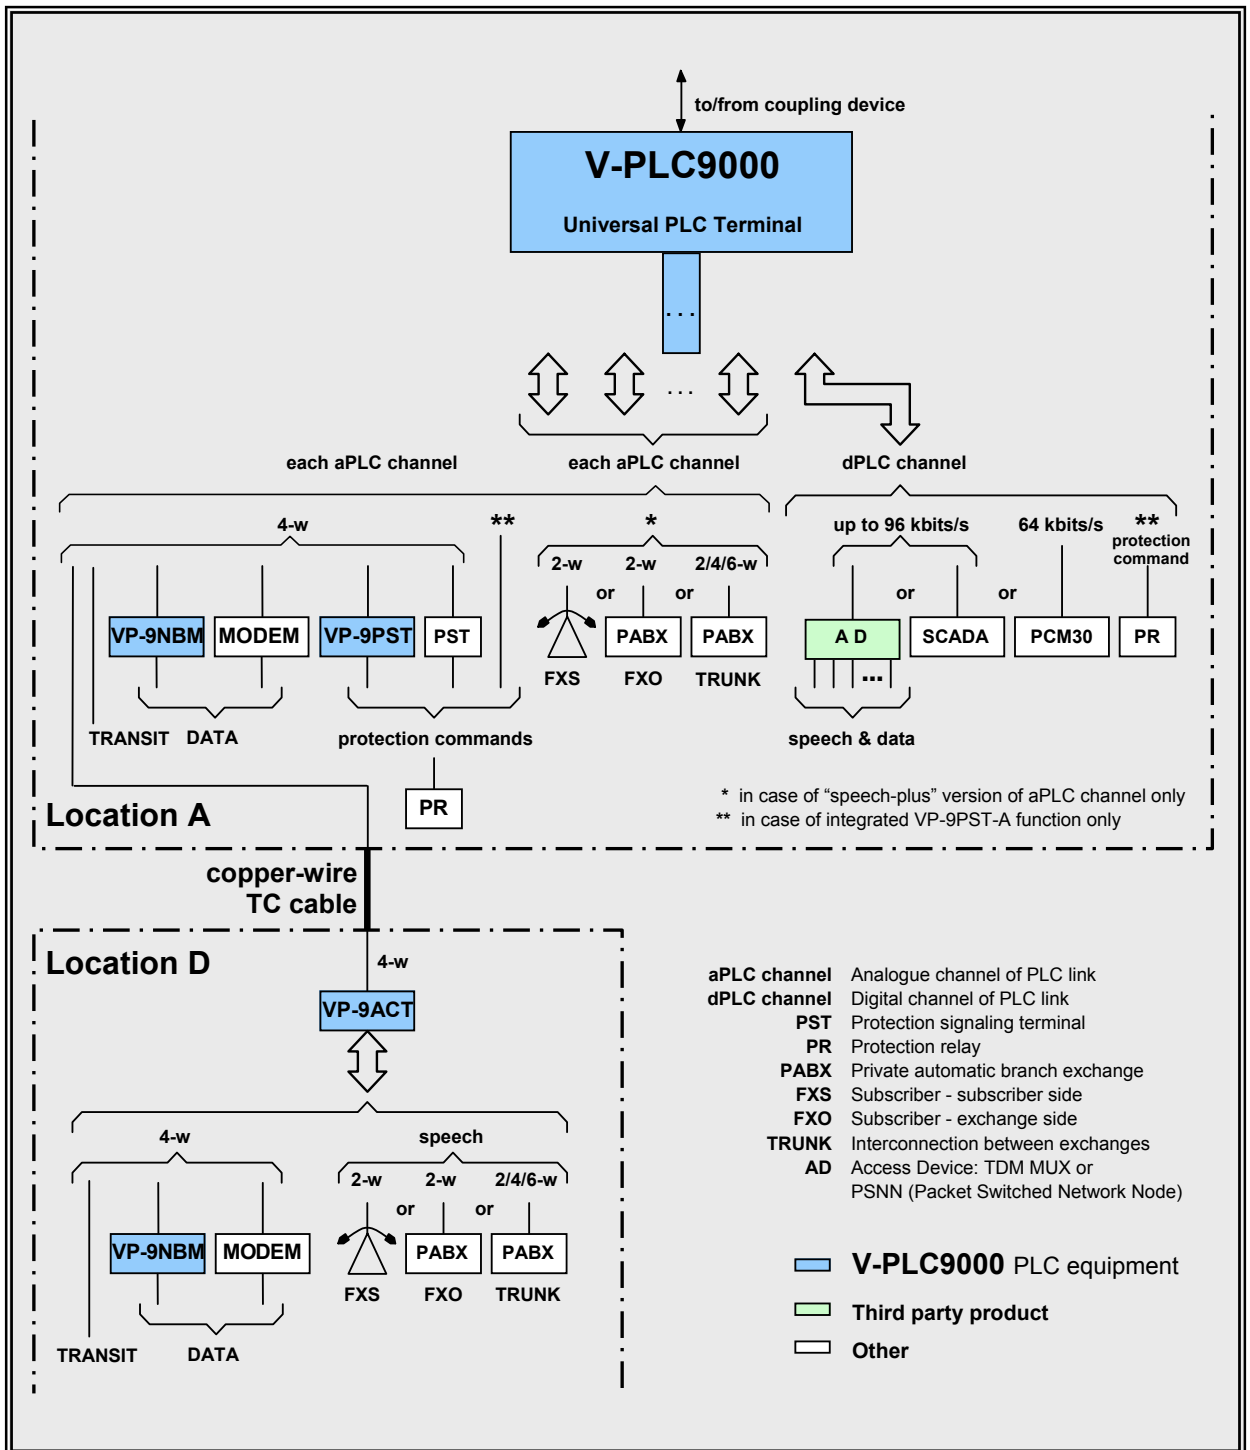 to/from coupling device
V-PLC9000
Universal PLC Terminal
. . .
. . .
each aPLC channel
each aPLC channel
dPLC channel
4-w
**
*
up to 96 kbits/s
64 kbits/s
**
protection
command
2-w
2-w
2/4/6-w
or
or
or
or
VP-9NBM
MODEM
VP-9PST
PST
PABX
PABX
A D
SCADA
PCM30
PR
...
FXS
FXO
TRUNK
TRANSIT
DATA
protection commands
speech & data
PR
Location A
* in case of “speech-plus” version of aPLC channel only
** in case of integrated VP-9PST-A function only
copper-wire
TC cable
Location D
4-w
VP-9ACT
4-w
speech
2-w
2-w
2/4/6-w
or
or
VP-9NBM
MODEM
PABX
PABX
FXS
FXO
TRUNK
TRANSIT
DATA
aPLC channel Analogue channel of PLC link
dPLC channel Digital channel of PLC link
PST Protection signaling terminal
PR Protection relay
PABX Private automatic branch exchange
FXS Subscriber - subscriber side
FXO Subscriber - exchange side
TRUNK Interconnection between exchanges
AD Access Device: TDM MUX or
PSNN (Packet Switched Network Node)
V-PLC9000 PLC equipment
Third party product
Other